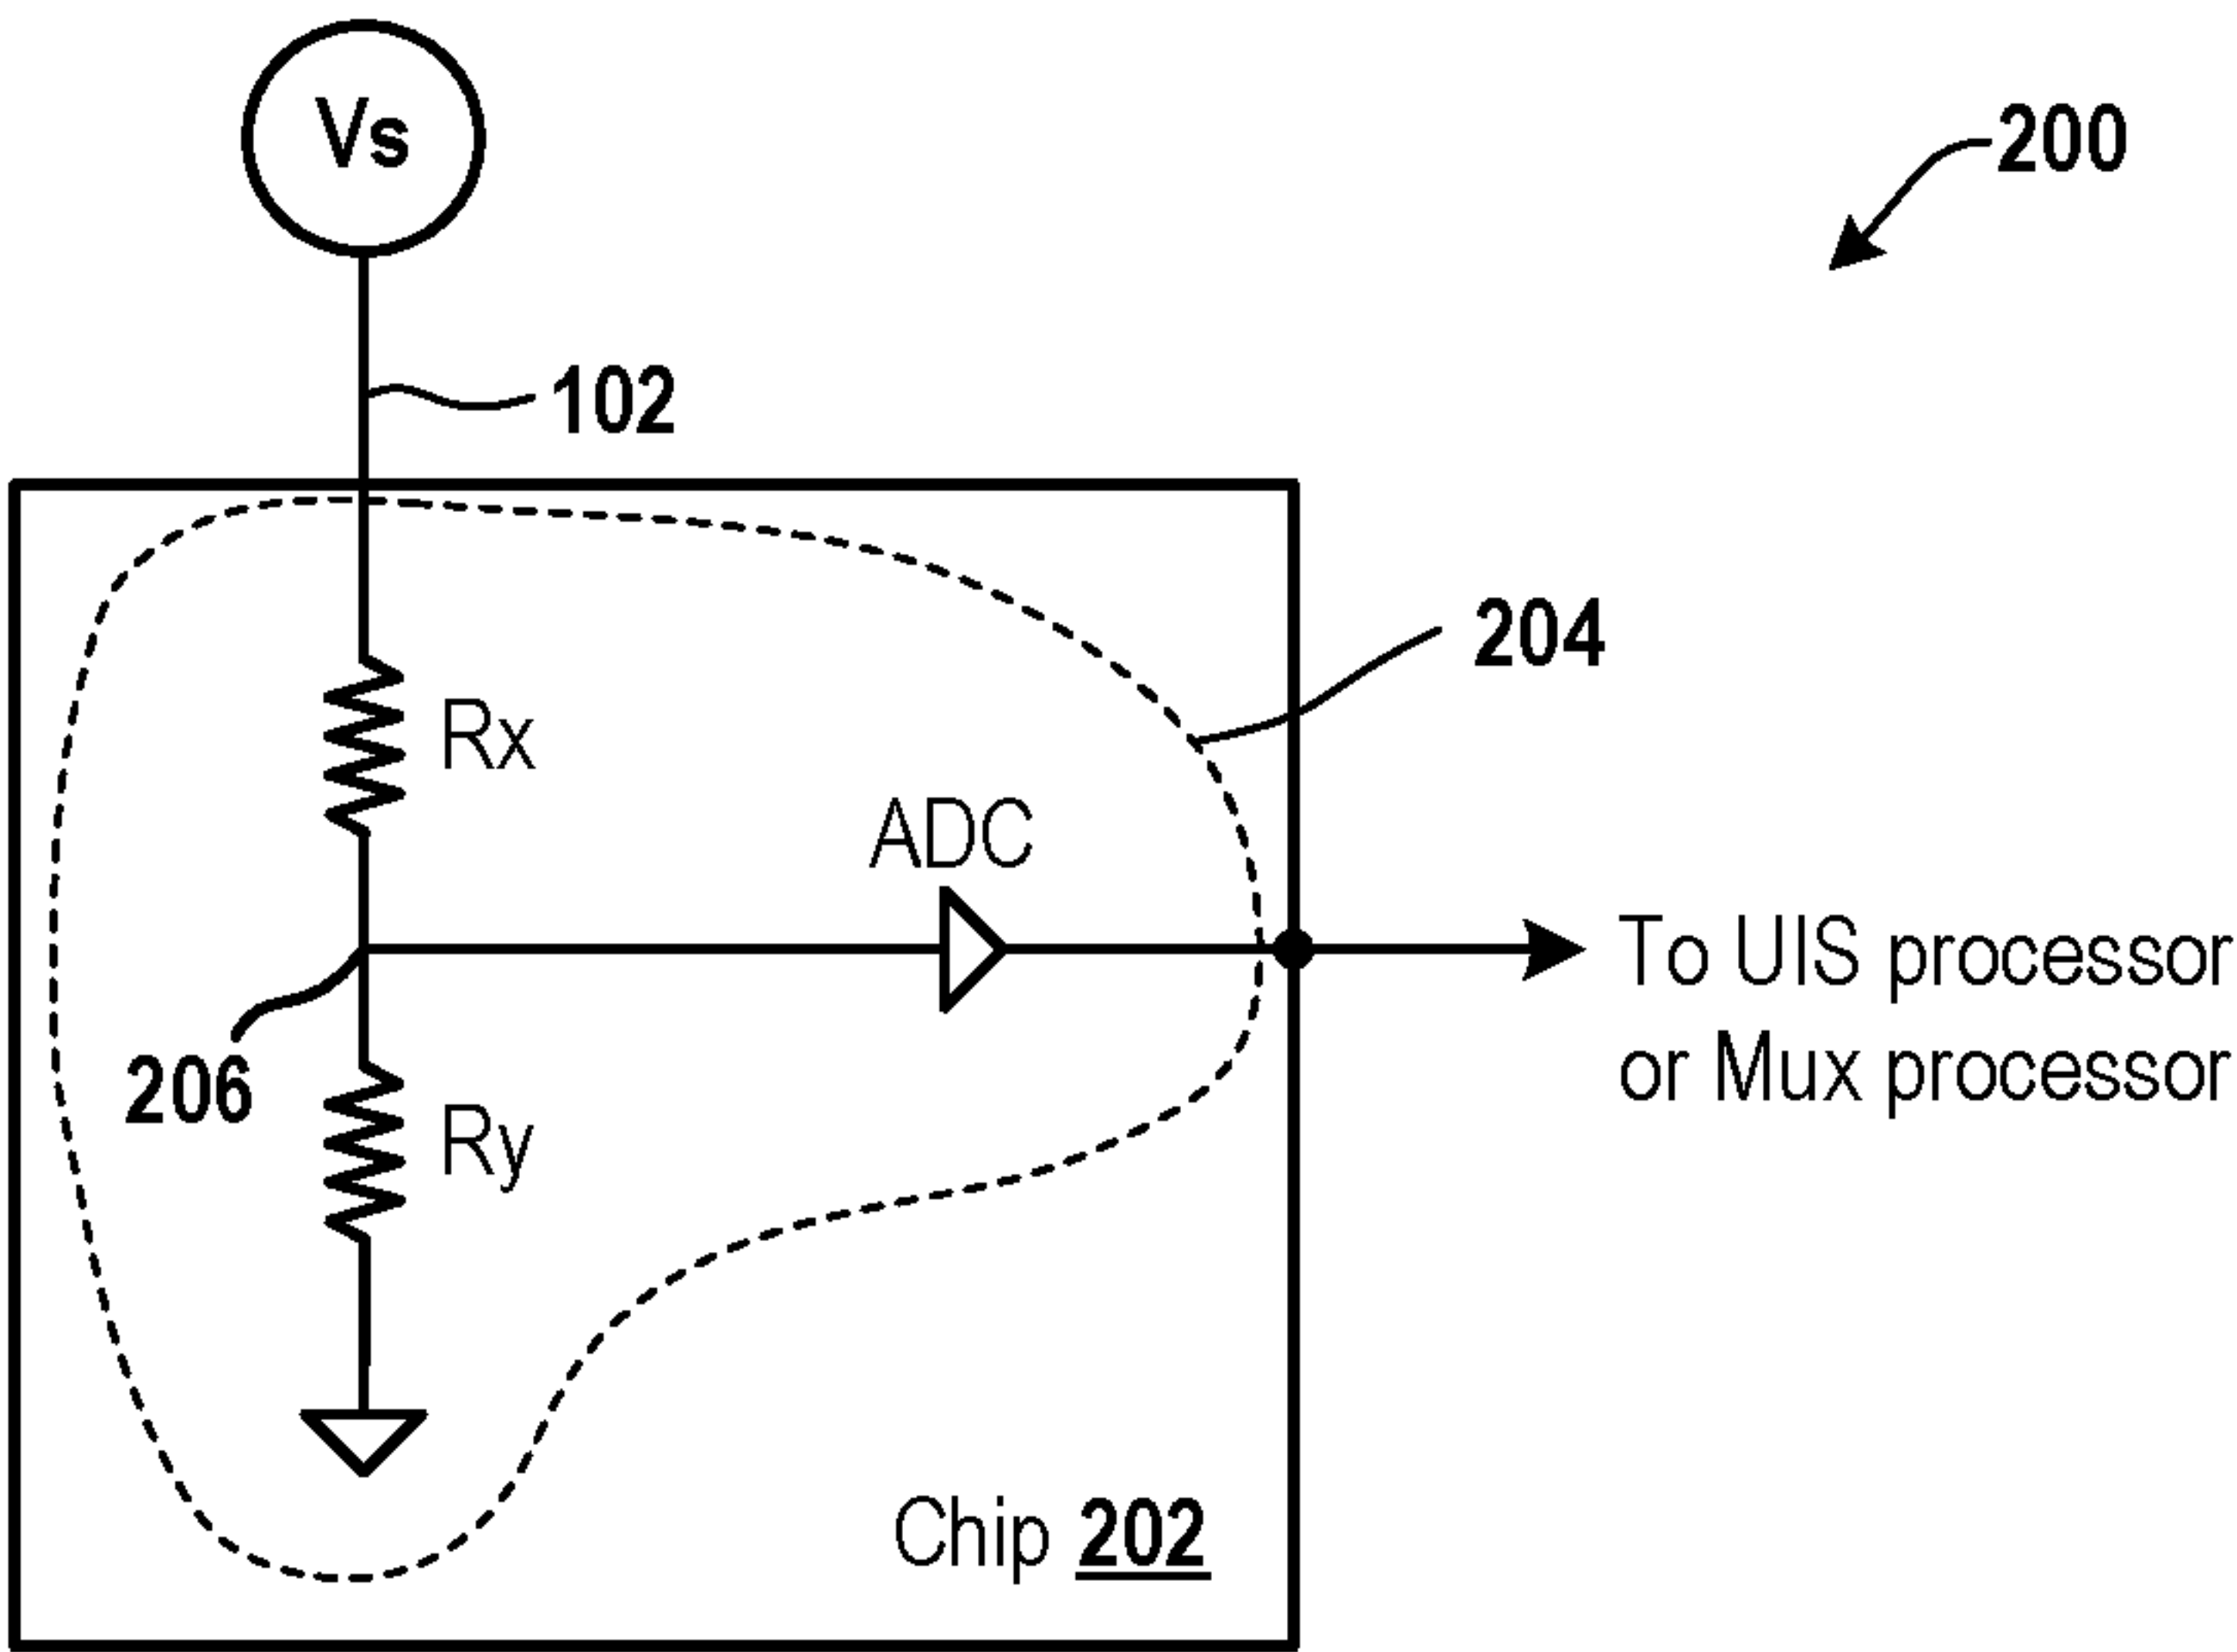 Vs
200
102
204
Rx
ADC
To UIS processor
or Mux processor
206
Ry
Chip 202